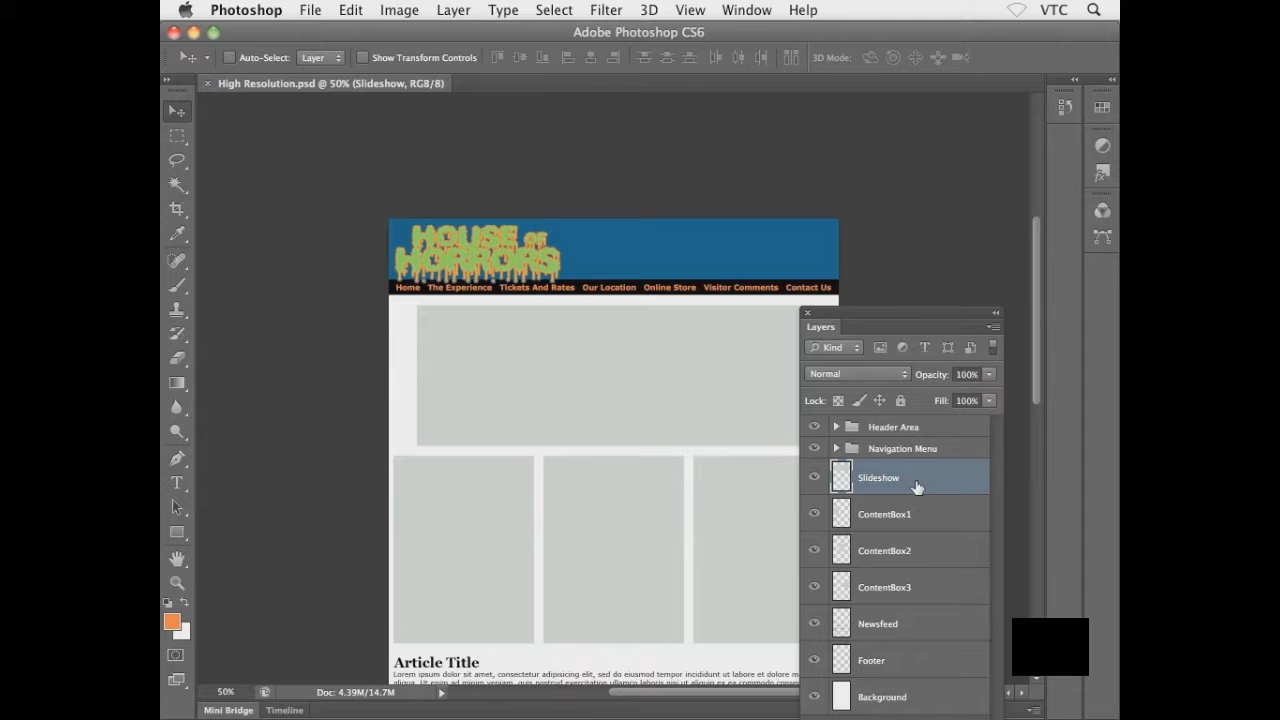 Photoshop File Edit Image Layer Type Select Filter 3D View Window Help VTC
Adobe Photoshop CS6
Auto-Select: Layer Show Transform Controls 3D Mode:
High Resolution.psd @ 50% (Slideshow, RGB/8)
HOUSE OF
HORRORS
Home The Experience Tickets And Rates Our Location Online Store Visitor Comments Contact Us
Layers
Kind
Normal Opacity: 100%
Lock: Fill: 100%
Header Area
Navigation Menu
Slideshow
ContentBox1
ContentBox2
ContentBox3
Newsfeed
Footer
Background
Article Title
Lorem ipsum dolor sit amet, consectetur adipisicing elit, sed do eiusmod tempor incididunt ut labore et dolore m
50% Doc: 4.39M/14.7M
Mini Bridge Timeline